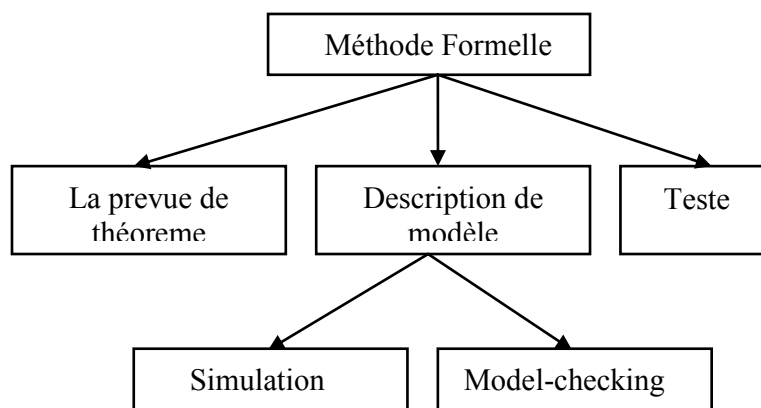 Méthode Formelle
La prevue de
théoreme
Description de
modèle
Teste
Simulation
Model-checking